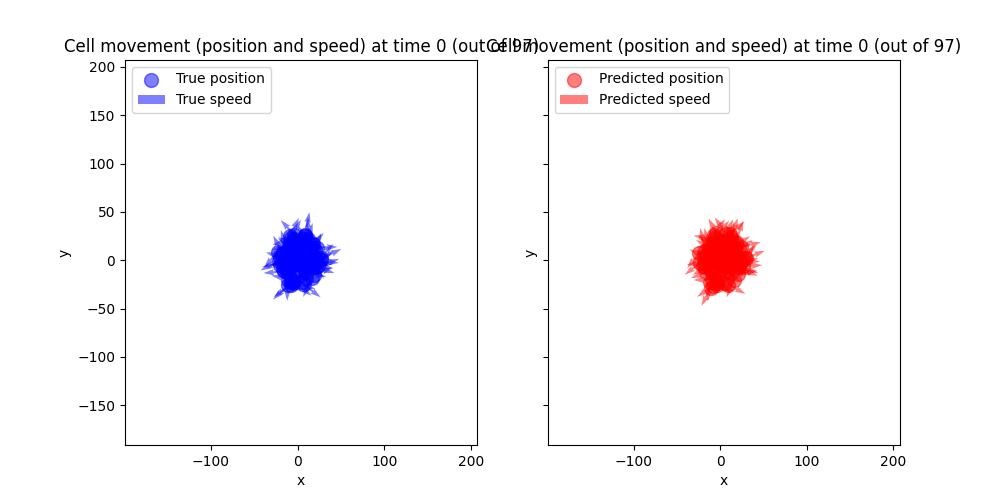 Cell movement (position and speed) at time 0 (out of 97)
Cell movement (position and speed) at time 0 (out of 97)
True position
True speed
Predicted position
Predicted speed
200
150
100
50
0
−50
−100
−150
y
y
−100
0
100
200
−100
0
100
200
x
x